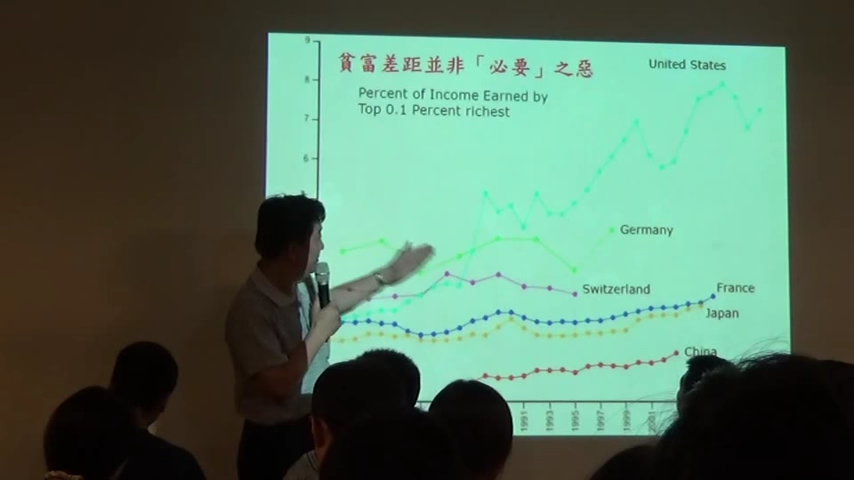 9
貧富差距並非「必要」之惡
United States
8
Percent of Income Earned by
Top 0.1 Percent richest
7
6
Germany
Switzerland
France
Japan
China
1991
1993
1995
1997
1999
2001